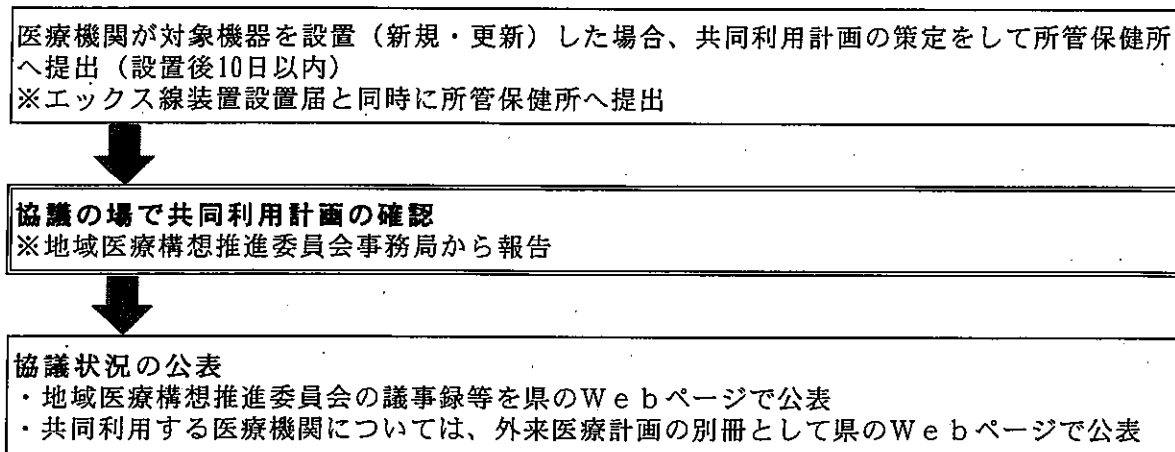 医療機関が対象機器を設置（新規・更新）した場合、共同利用計画の策定をして所管保健所
へ提出（設置後10日以内）
※エックス線装置設置届と同時に所管保健所へ提出
協議の場で共同利用計画の確認
※地域医療構想推進委員会事務局から報告
協議状況の公表
・地域医療構想推進委員会の議事録等を県のＷｅｂページで公表
・共同利用する医療機関については、外来医療計画の別冊として県のＷｅｂページで公表